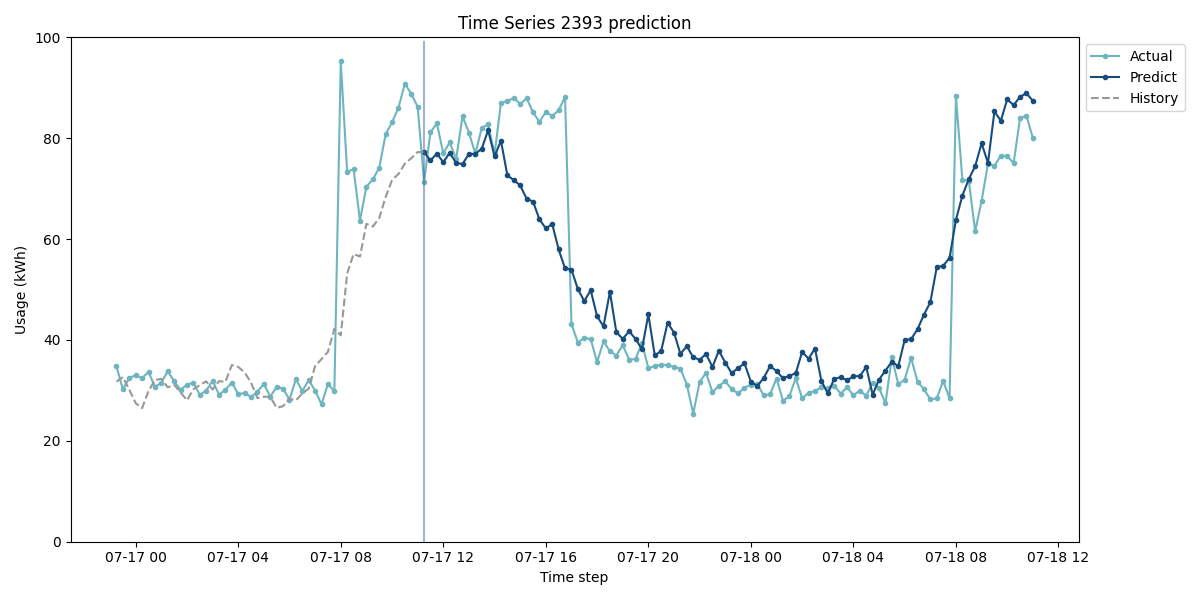 Time Series 2393 prediction
Usage (kWh)
100
80
60
40
20
0
07-17 00
07-17 04
07-17 08
07-17 12
07-17 16
07-17 20
07-18 00
07-18 04
07-18 08
07-18 12
Time step
Actual
Predict
History